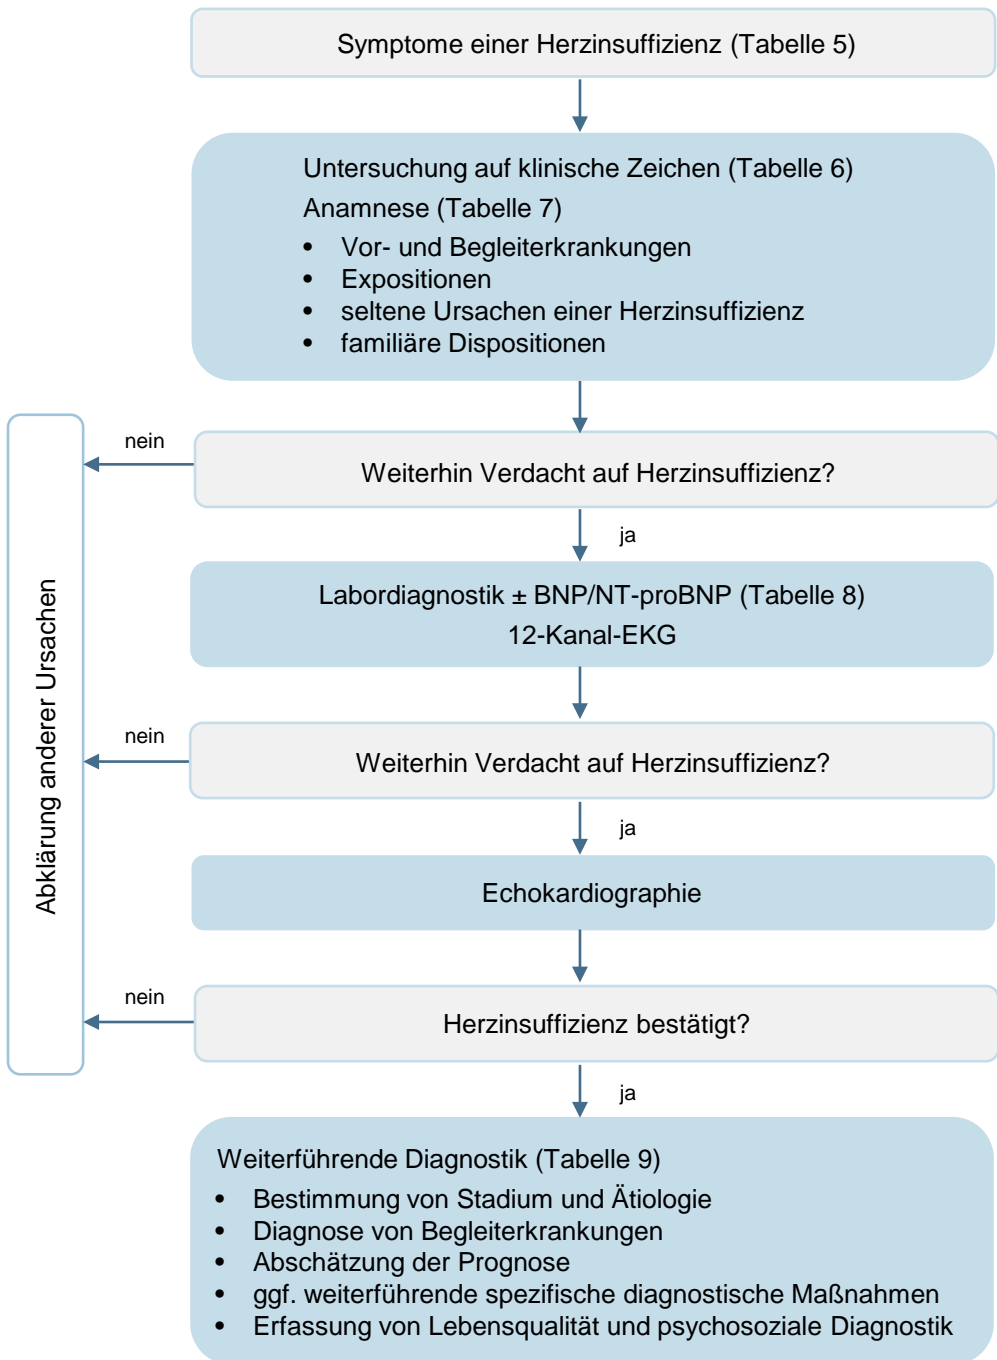 Symptome einer Herzinsuffizienz (Tabelle 5)
Untersuchung auf klinische Zeichen (Tabelle 6)
Anamnese (Tabelle 7)
• Vor- und Begleiterkrankungen
• Expositionen
• seltene Ursachen einer Herzinsuffizienz
• familiäre Dispositionen
nein
Weiterhin Verdacht auf Herzinsuffizienz?
ja
Labordiagnostik ± BNP/NT-proBNP (Tabelle 8)
12-Kanal-EKG
nein
Weiterhin Verdacht auf Herzinsuffizienz?
ja
Abklärung anderer Ursachen
Echokardiographie
nein
Herzinsuffizienz bestätigt?
ja
Weiterführende Diagnostik (Tabelle 9)
• Bestimmung von Stadium und Ätiologie
• Diagnose von Begleiterkrankungen
• Abschätzung der Prognose
• ggf. weiterführende spezifische diagnostische Maßnahmen
• Erfassung von Lebensqualität und psychosoziale Diagnostik